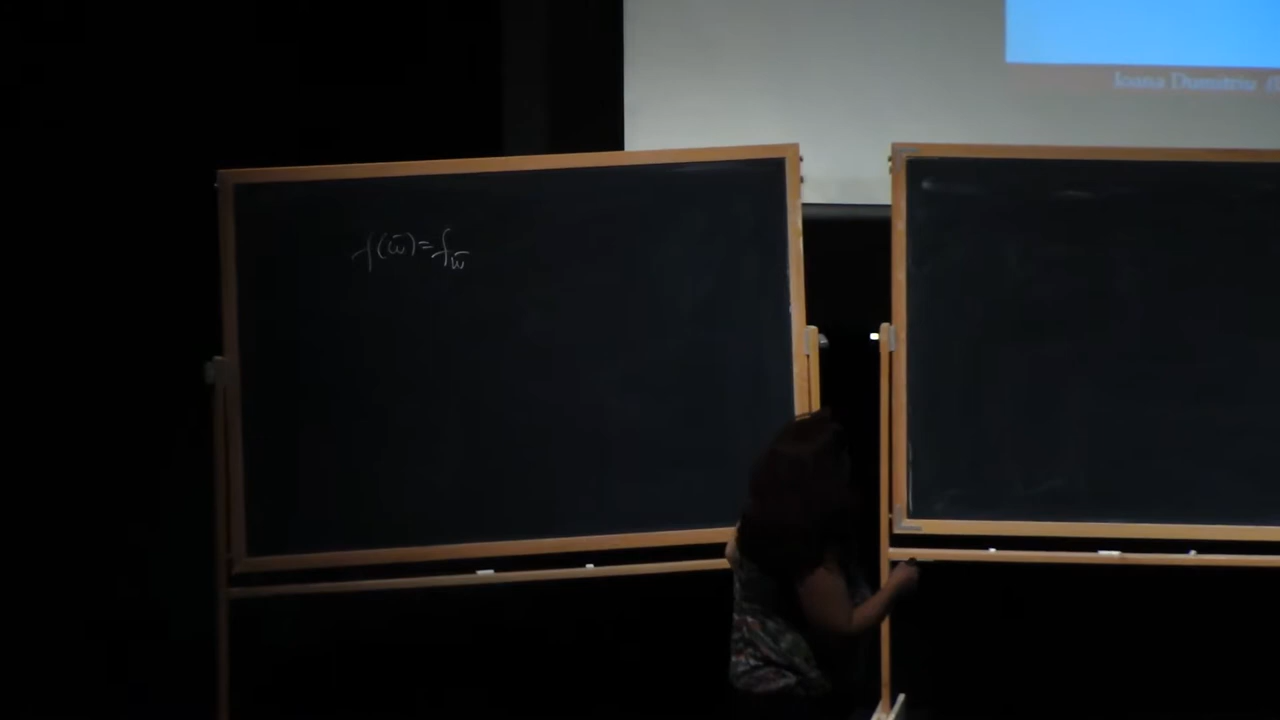 Ioana Dumitriu
f(w̄) = f_w̄